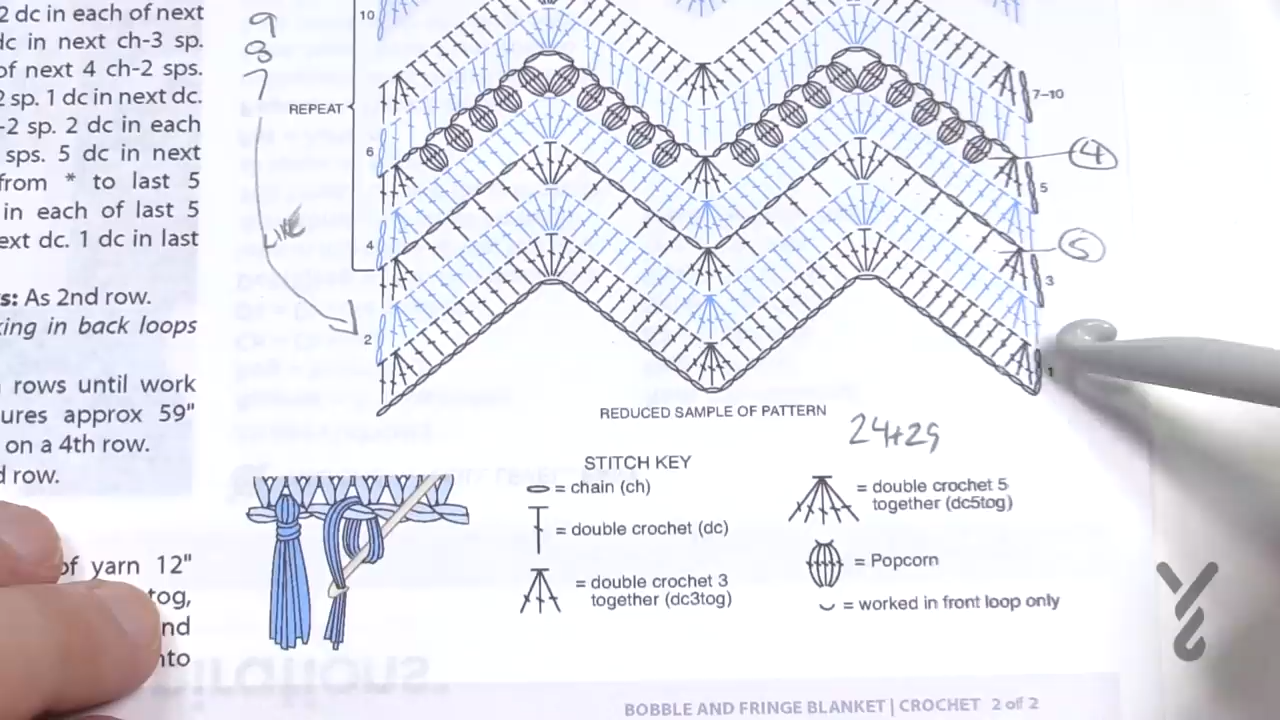 2 dc in each of next
dc in next ch-3 sp.
of next 4 ch-2 sps.
2 sp. 1 dc in next dc.
-2 sp. 2 dc in each
sps. 5 dc in next
from * to last 5
in each of last 5
ext dc. 1 dc in last
s: As 2nd row.
king in back loops
rows until work
ures approx 59"
on a 4th row.
d row.
of yarn 12"
tog,
nd
nto
9
8
7
LIKE
10
REPEAT
6
4
2
7–10
5
3
1
4
5
REDUCED SAMPLE OF PATTERN
24+29
STITCH KEY
= chain (ch)
= double crochet (dc)
= double crochet 3
together (dc3tog)
= double crochet 5
together (dc5tog)
= Popcorn
= worked in front loop only
BOBBLE AND FRINGE BLANKET | CROCHET 2 of 2